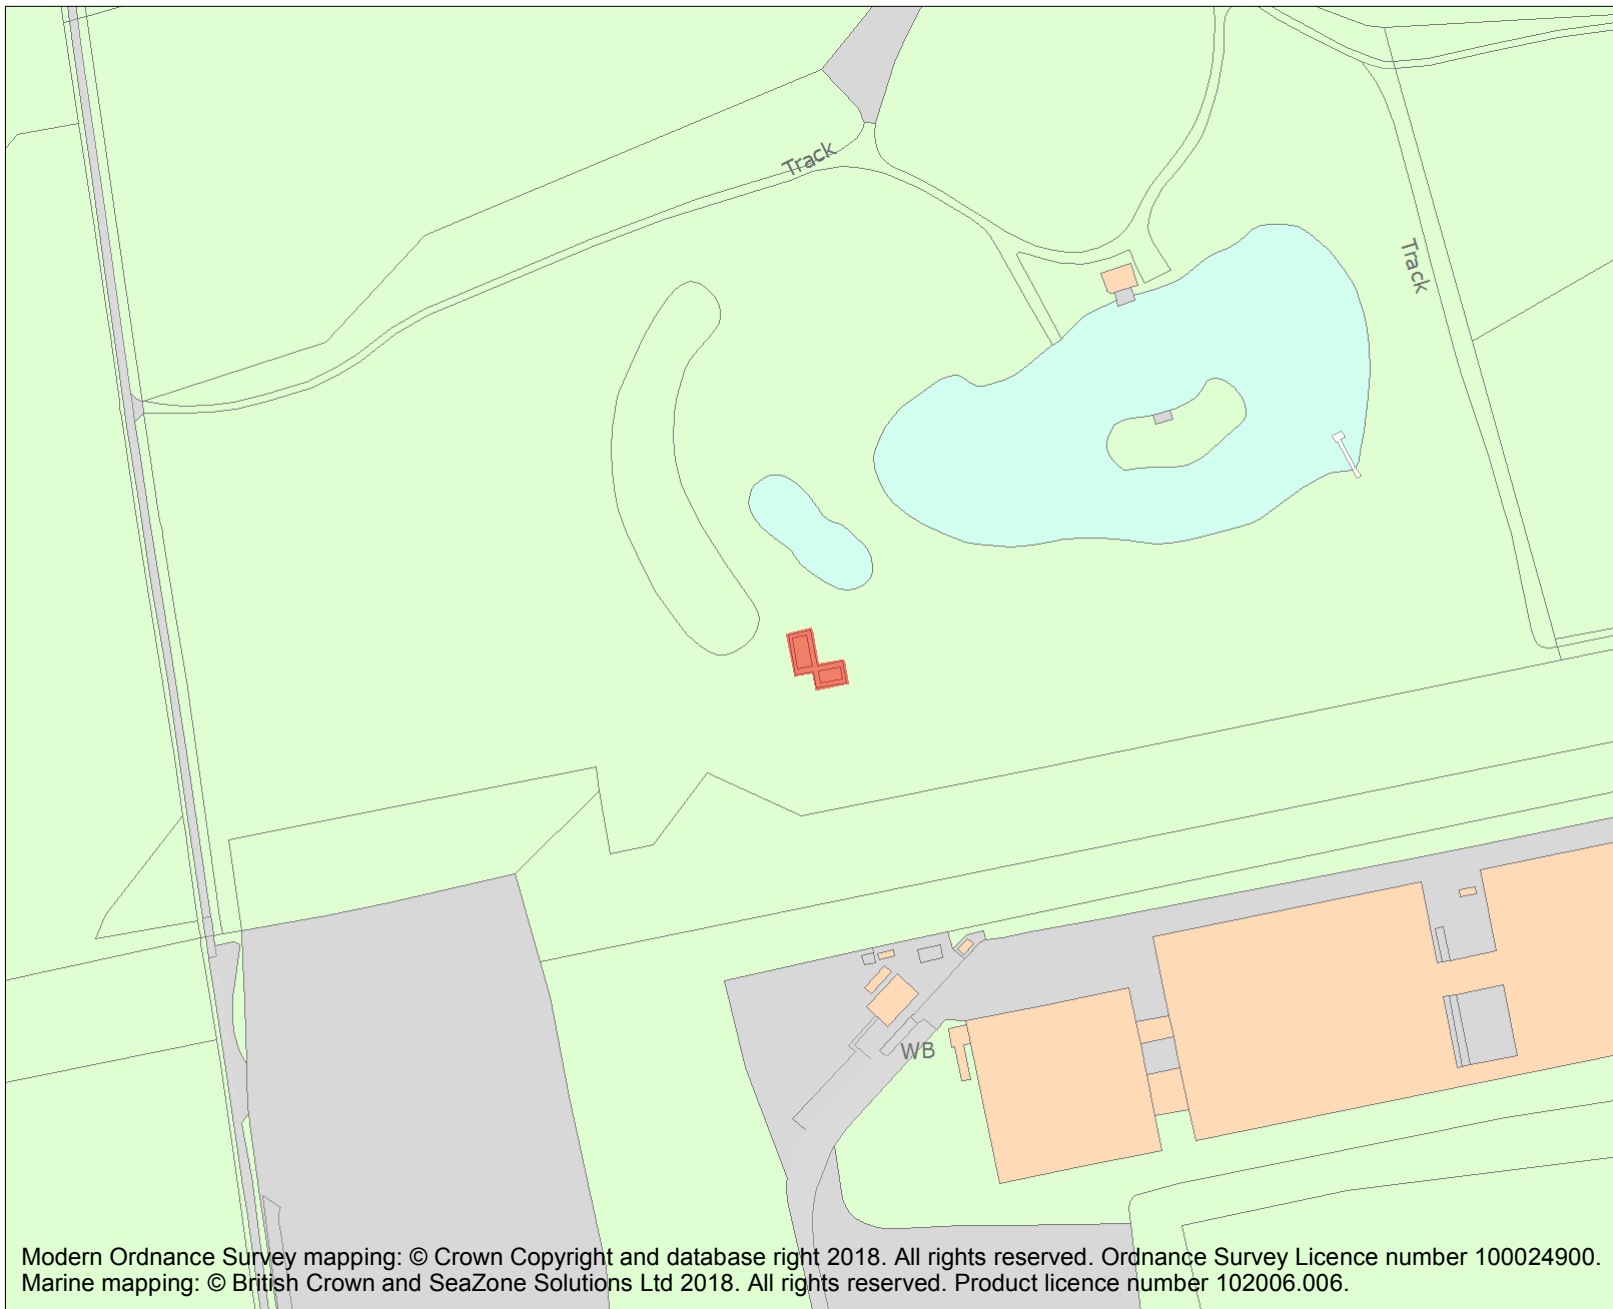 Track
Track
WB
Modern Ordnance Survey mapping: © Crown Copyright and database right 2018. All rights reserved. Ordnance Survey Licence number 100024900.
Marine mapping: © British Crown and SeaZone Solutions Ltd 2018. All rights reserved. Product licence number 102006.006.